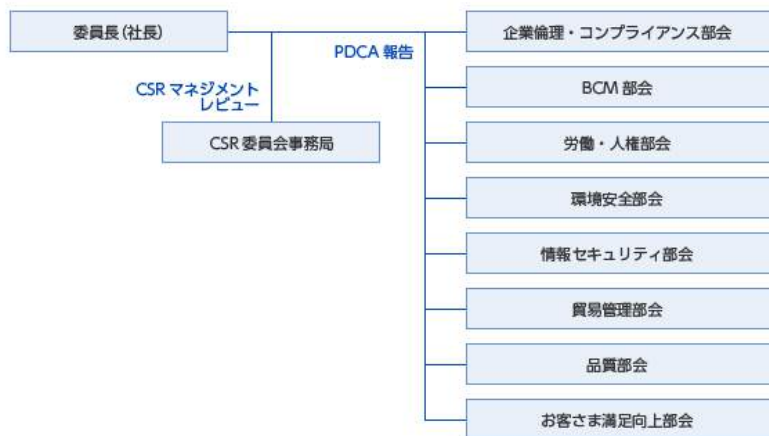 委員長（社長）
企業倫理・コンプライアンス部会
PDCA 報告
BCM 部会
CSR マネジメント
レビュー
CSR 委員会事務局
労働・人権部会
環境安全部会
情報セキュリティ部会
貿易管理部会
品質部会
お客さま満足向上部会